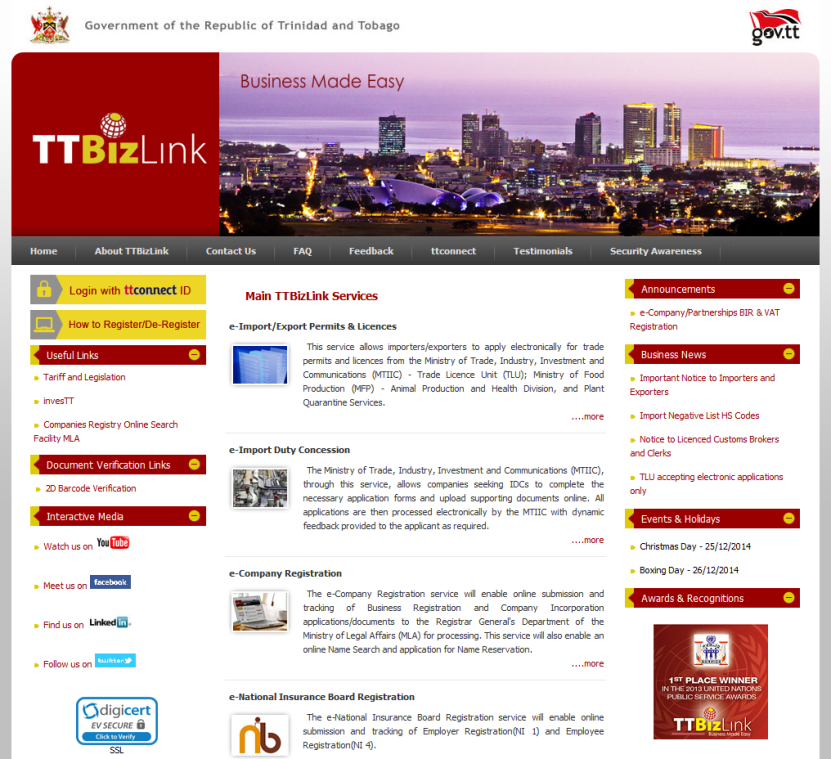 Government of the Republic of Trinidad and Tobago
gov.tt
Business Made Easy
TTBizLink
Home
About TTBizLink
Contact Us
FAQ
Feedback
ttconnect
Testimonials
Security Awareness
Login with ttconnect ID
How to Register/De-Register
Useful Links
Tariff and Legislation
invesTT
Companies Registry Online Search
Facility MLA
Document Verification Links
2D Barcode Verification
Interactive Media
Watch us on YouTube
Meet us on facebook
Find us on Linked in
Follow us on twitter
digicert
EV SECURE
Click to Verify
SSL
Main TTBizLink Services
e-Import/Export Permits & Licences
This service allows importers/exporters to apply electronically for trade
permits and licences from the Ministry of Trade, Industry, Investment and
Communications (MTIIC) - Trade Licence Unit (TLU); Ministry of Food
Production (MFP) - Animal Production and Health Division, and Plant
Quarantine Services.
....more
e-Import Duty Concession
The Ministry of Trade, Industry, Investment and Communications (MTIIC),
through this service, allows companies seeking IDCs to complete the
necessary application forms and upload supporting documents online. All
applications are then processed electronically by the MTIIC with dynamic
feedback provided to the applicant as required.
....more
e-Company Registration
The e-Company Registration service will enable online submission and
tracking of Business Registration and Company Incorporation
applications/documents to the Registrar General's Department of the
Ministry of Legal Affairs (MLA) for processing. This service will also enable an
online Name Search and application for Name Reservation.
....more
e-National Insurance Board Registration
nib
The e-National Insurance Board Registration service will enable online
submission and tracking of Employer Registration(NI 1) and Employee
Registration(NI 4).
Announcements
e-Company/Partnerships BIR & VAT
Registration
Business News
Important Notice to Importers and
Exporters
Import Negative List HS Codes
Notice to Licenced Customs Brokers
and Clerks
TLU accepting electronic applications
only
Events & Holidays
Christmas Day - 25/12/2014
Boxing Day - 26/12/2014
Awards & Recognitions
1ST PLACE WINNER
IN THE 2013 UNITED NATIONS
PUBLIC SERVICE AWARDS
TTBizLink
Business Made Easy